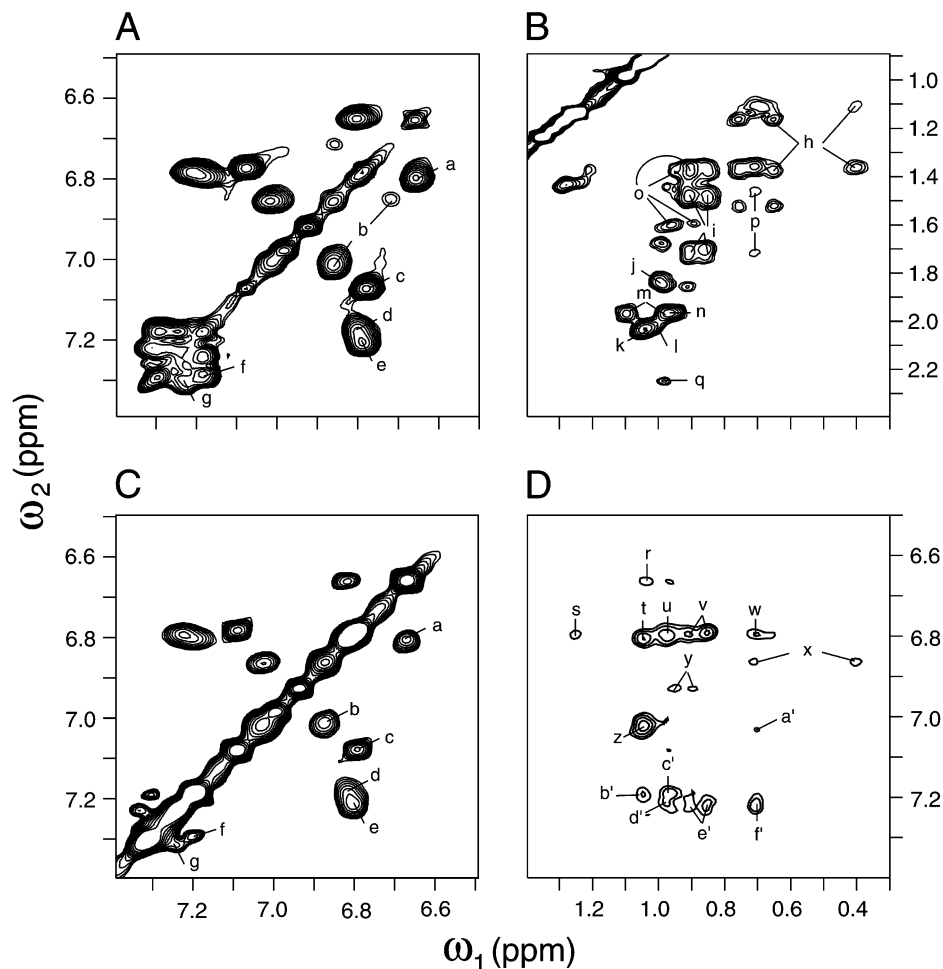 A
B
6.6
6.8
7.0
7.2
a
b
c
d
e
f
g
1.0
1.2
1.4
1.6
1.8
2.0
2.2
h
o
p
i
j
m
n
k
l
q
ω2 (ppm)
C
D
6.6
6.8
7.0
7.2
a
b
c
d
e
f
g
7.2
7.0
6.8
6.6
6.6
6.8
7.0
7.2
r
s
t
u
v
w
x
y
z
a'
b'
c'
d'
e'
f'
1.2
1.0
0.8
0.6
0.4
ω1 (ppm)